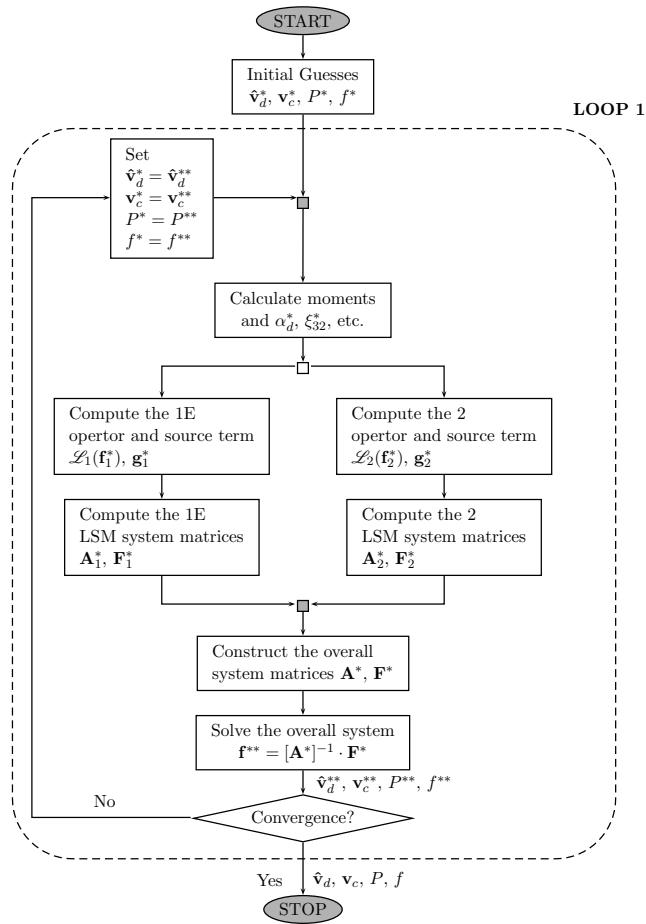 START
Initial Guesses
v̂*_d, v*_c, P*, f*
LOOP 1
Set
v̂*_d = v̂**_d
v*_c = v**_c
P* = P**
f* = f**
Calculate moments
and α*_d, ξ*_32, etc.
Compute the 1E
opertor and source term
ℒ_1(f*_1), g*_1
Compute the 2
opertor and source term
ℒ_2(f*_2), g*_2
Compute the 1E
LSM system matrices
A*_1, F*_1
Compute the 2
LSM system matrices
A*_2, F*_2
Construct the overall
system matrices A*, F*
Solve the overall system
f** = [A*]⁻¹ · F*
v̂**_d, v**_c, P**, f**
No
Convergence?
Yes
v̂_d, v_c, P, f
STOP